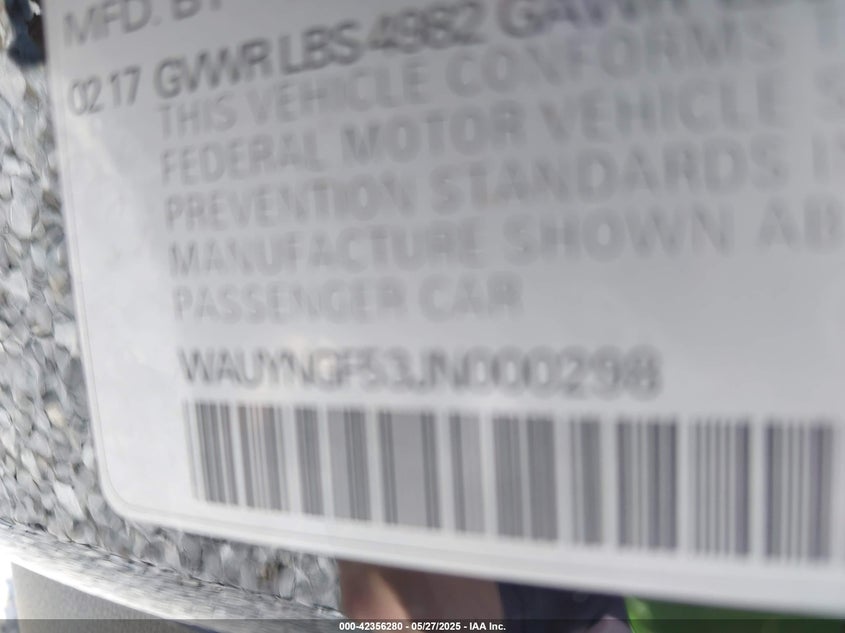 MFD. BY
02 17 GVWR LBS 4982 GAWR
THIS VEHICLE CONFORMS
FEDERAL MOTOR VEHICLE
PREVENTION STANDARDS
MANUFACTURE SHOWN
PASSENGER CAR
WAUYNGF53JN000298
000-42356280 - 05/27/2025 - IAA Inc.